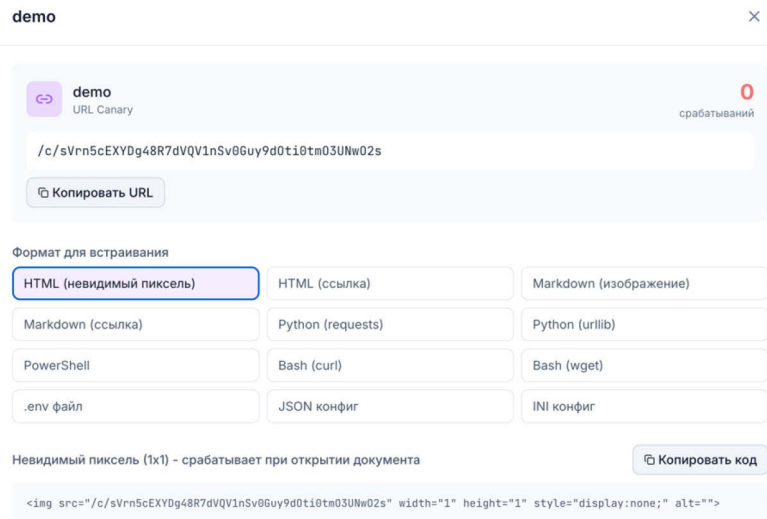 demo
demo
0
URL Canary
срабатываний
/c/sVrn5cEXYDg48R7dVQV1nSv0Guy9dOti0tmO3UNwO2s
Копировать URL
Формат для встраивания
HTML (невидимый пиксель) HTML (ссылка) Markdown (изображение)
Markdown (ссылка) Python (requests) Python (urllib)
PowerShell Bash (curl) Bash (wget)
.env файл JSON конфиг INI конфиг
Невидимый пиксель (1x1) - срабатывает при открытии документа Копировать код
<img src="/c/sVrn5cEXYDg48R7dVQV1nSv0Guy9dOti0tmO3UNwO2s" width="1" height="1" style="display:none;" alt="">